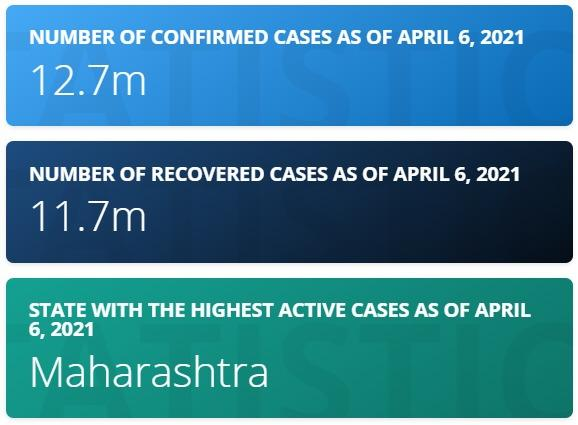 NUMBER OF CONFIRMED CASES AS OF APRIL 6, 2021
12.7m
NUMBER OF RECOVERED CASES AS OF APRIL 6, 2021
11.7m
STATE WITH THE HIGHEST ACTIVE CASES AS OF APRIL
6, 2021
Maharashtra